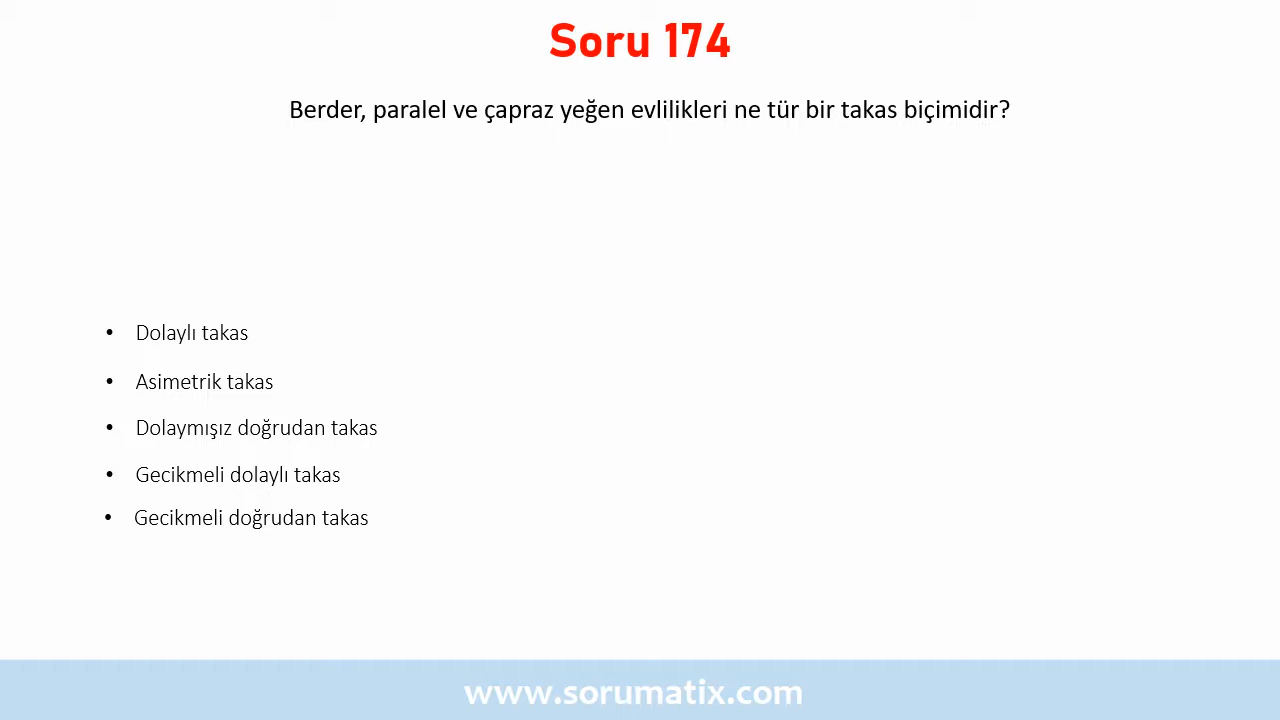 Soru 174
Berder, paralel ve çapraz yeğen evlilikleri ne tür bir takas biçimidir?
• Dolaylı takas
• Asimetrik takas
• Dolaymışız doğrudan takas
• Gecikmeli dolaylı takas
• Gecikmeli doğrudan takas
www.sorumatix.com